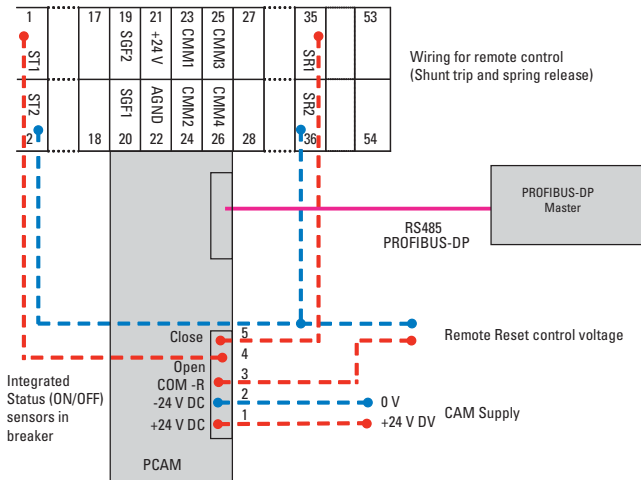 1 17 19 21 23 25 27 35 53
ST1 SGF2 +24 V CMM1 CMM3 SR1
ST2 SGF1 AGND CMM2 CMM4 SR2
2 18 20 22 24 26 28 36 54
Wiring for remote control
(Shunt trip and spring release)
PROFIBUS-DP
Master
RS485
PROFIBUS-DP
Close 5
4
Open
COM -R 3
-24 V DC 2
+24 V DC 1
Remote Reset control voltage
0 V
+24 V DV
CAM Supply
Integrated
Status (ON/OFF)
sensors in
breaker
PCAM